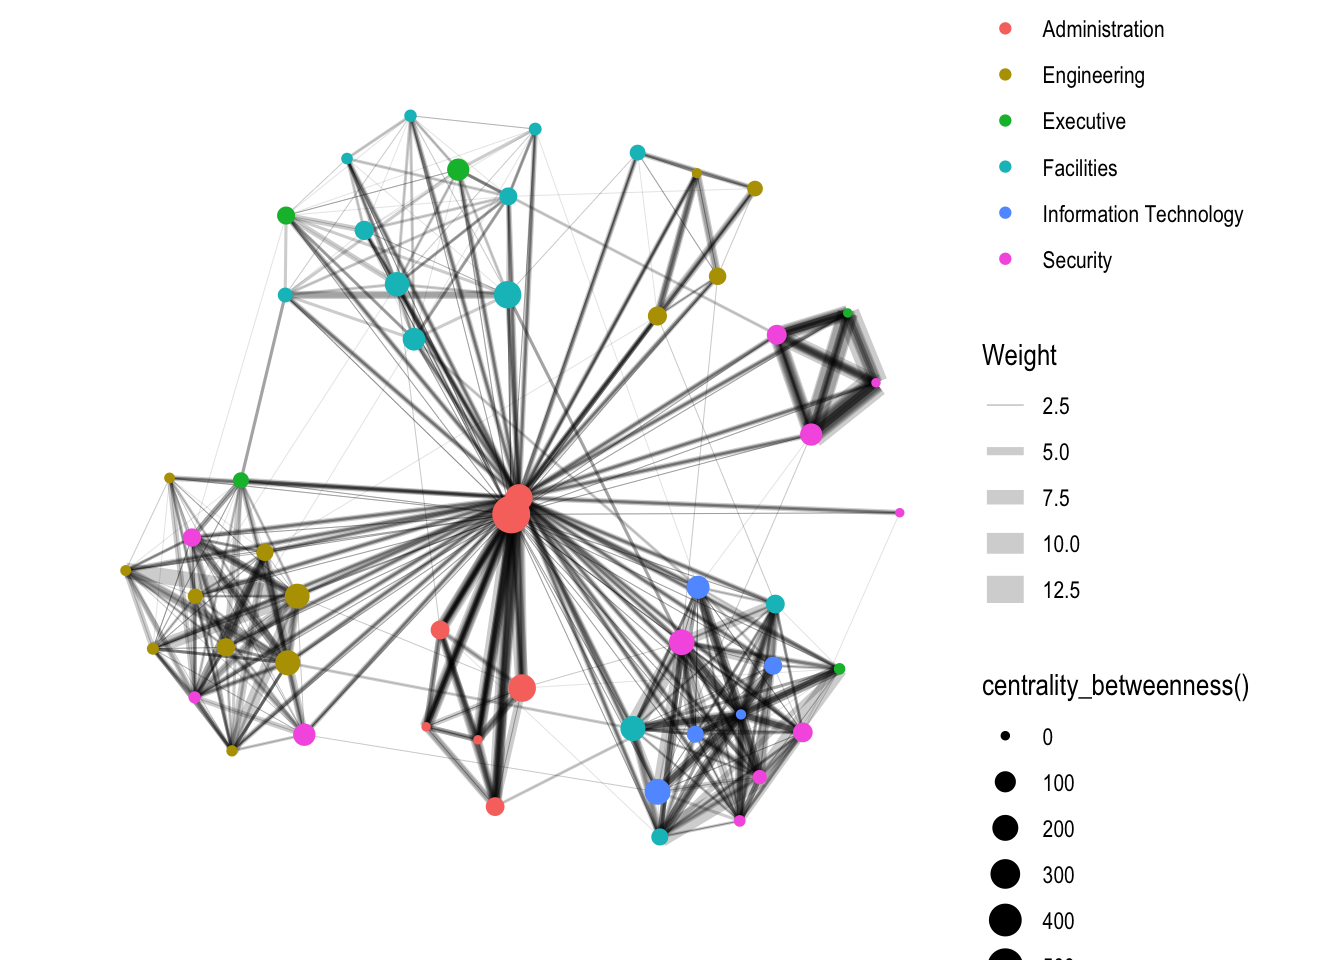 Administration
Engineering
Executive
Facilities
Information Technology
Security
Weight
2.5
5.0
7.5
10.0
12.5
centrality_betweenness()
0
100
200
300
400